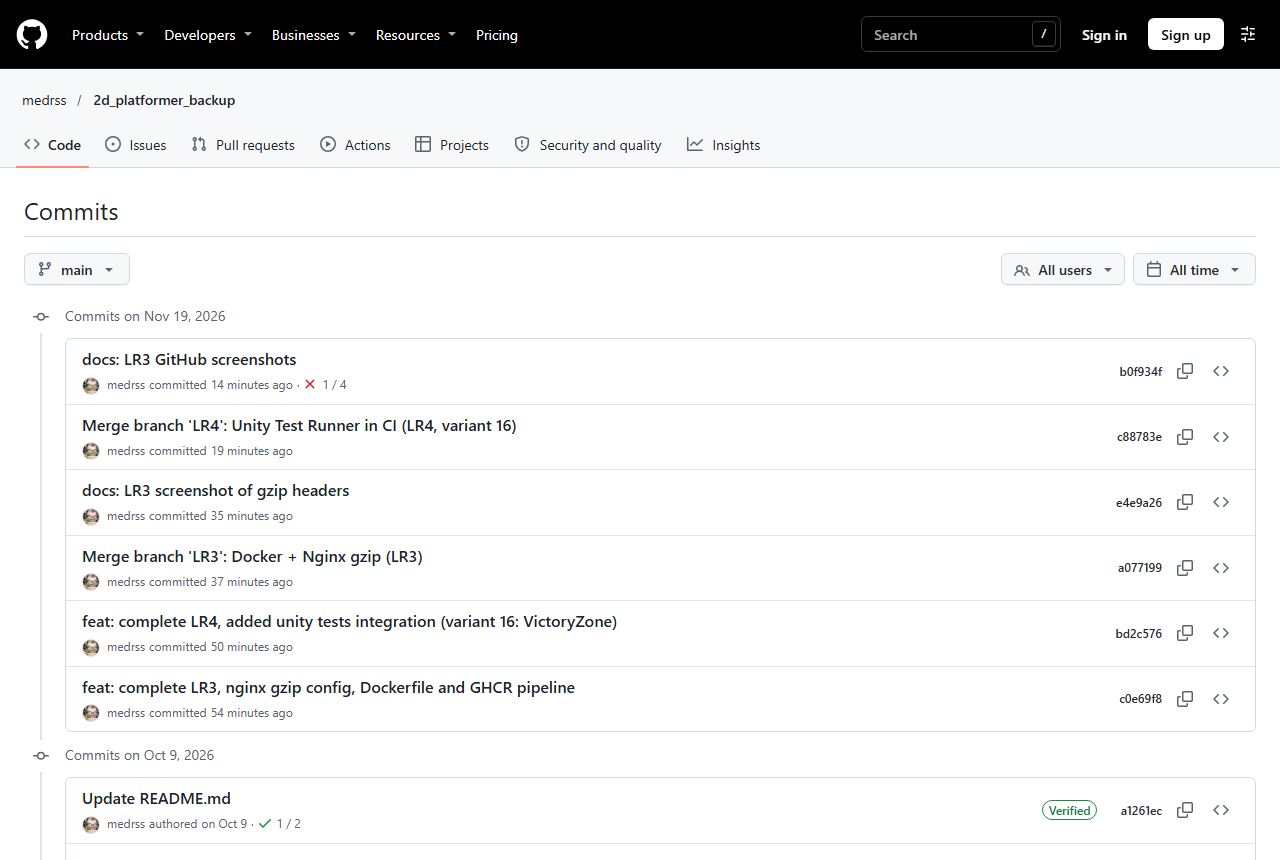 Products Developers Businesses Resources Pricing Search / Sign in Sign up
medrss / 2d_platformer_backup
Code Issues Pull requests Actions Projects Security and quality Insights
Commits
main All users All time
Commits on Nov 19, 2026
docs: LR3 GitHub screenshots
medrss committed 14 minutes ago · 1 / 4
b0f934f
Merge branch 'LR4': Unity Test Runner in CI (LR4, variant 16)
medrss committed 19 minutes ago
c88783e
docs: LR3 screenshot of gzip headers
medrss committed 35 minutes ago
e4e9a26
Merge branch 'LR3': Docker + Nginx gzip (LR3)
medrss committed 37 minutes ago
a077199
feat: complete LR4, added unity tests integration (variant 16: VictoryZone)
medrss committed 50 minutes ago
bd2c576
feat: complete LR3, nginx gzip config, Dockerfile and GHCR pipeline
medrss committed 54 minutes ago
c0e69f8
Commits on Oct 9, 2026
Update README.md
medrss authored on Oct 9 · 1 / 2
Verified a1261ec